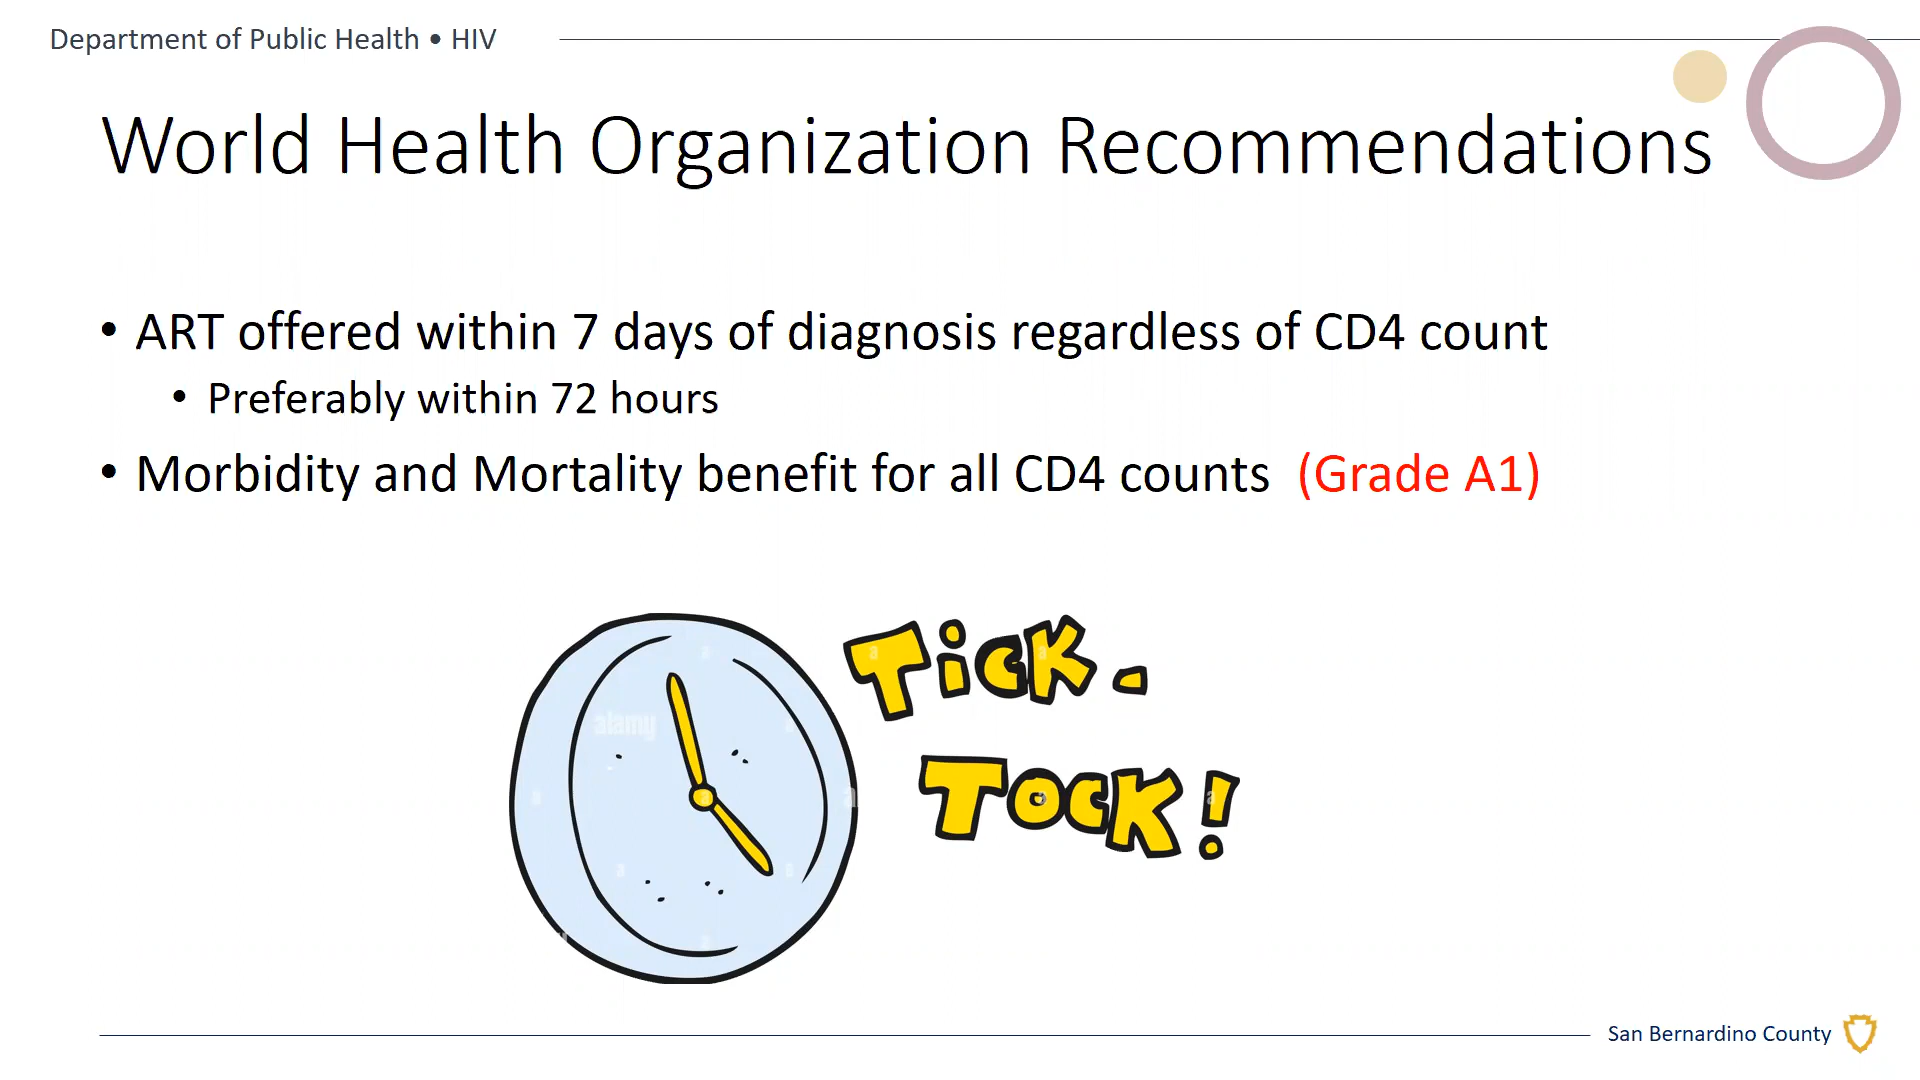 Department of Public Health • HIV
World Health Organization Recommendations
• ART offered within 7 days of diagnosis regardless of CD4 count
• Preferably within 72 hours
• Morbidity and Mortality benefit for all CD4 counts (Grade A1)
TiCK-
TOCK!
alamy
San Bernardino County